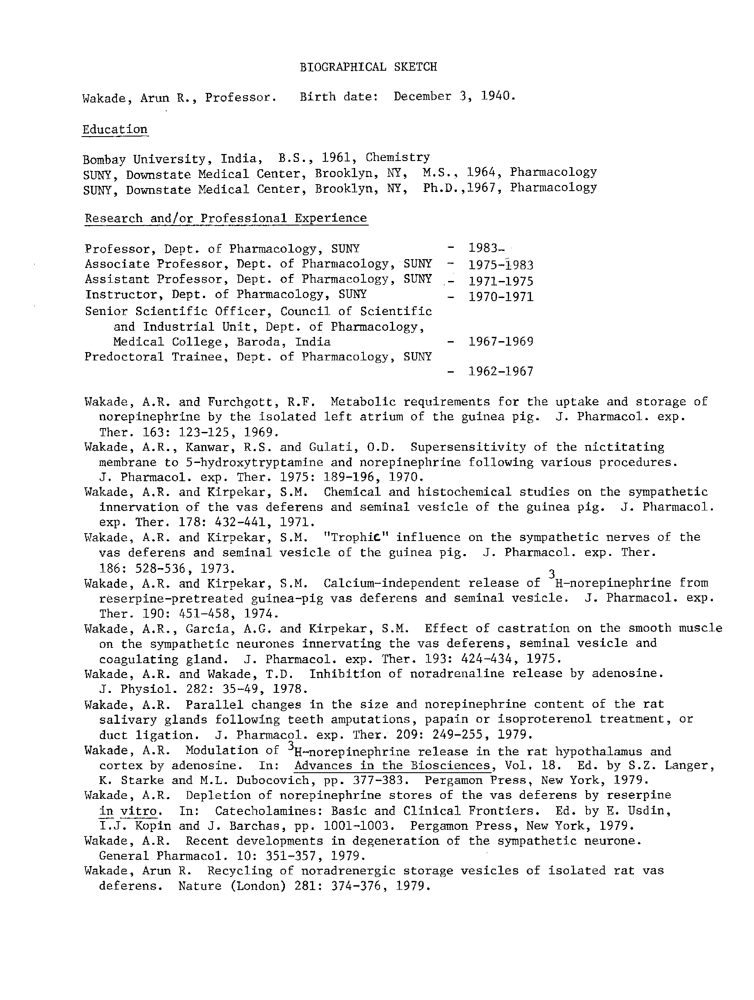 BIOGRAPHICAL SKETCH
Wakade, Arun R., Professor. Birth date: December 3, 1940.
Education
Bombay University, India, B.S., 1961, Chemistry
SUNY, Downstate Medical Center, Brooklyn, NY, M.S., 1964, Pharmacology
SUNY, Downstate Medical Center, Brooklyn, NY, Ph.D.,1967, Pharmacology
Research and/or Professional Experience
Professor, Dept. of Pharmacology, SUNY - 1983-
Associate Professor, Dept. of Pharmacology, SUNY - 1975-1983
Assistant Professor, Dept. of Pharmacology, SUNY - 1971-1975
Instructor, Dept. of Pharmacology, SUNY - 1970-1971
Senior Scientific Officer, Council of Scientific
and Industrial Unit, Dept. of Pharmacology,
Medical College, Baroda, India - 1967-1969
Predoctoral Trainee, Dept. of Pharmacology, SUNY
- 1962-1967
Wakade, A.R. and Furchgott, R.F. Metabolic requirements for the uptake and storage of
norepinephrine by the isolated left atrium of the guinea pig. J. Pharmacol. exp.
Ther. 163: 123-125, 1969.
Wakade, A.R., Kanwar, R.S. and Gulati, O.D. Supersensitivity of the nictitating
membrane to 5-hydroxytryptamine and norepinephrine following various procedures.
J. Pharmacol. exp. Ther. 1975: 189-196, 1970.
Wakade, A.R. and Kirpekar, S.M. Chemical and histochemical studies on the sympathetic
innervation of the vas deferens and seminal vesicle of the guinea pig. J. Pharmacol.
exp. Ther. 178: 432-441, 1971.
Wakade, A.R. and Kirpekar, S.M. "Trophic" influence on the sympathetic nerves of the
vas deferens and seminal vesicle of the guinea pig. J. Pharmacol. exp. Ther.
186: 528-536, 1973.
Wakade, A.R. and Kirpekar, S.M. Calcium-independent release of ³H-norepinephrine from
reserpine-pretreated guinea-pig vas deferens and seminal vesicle. J. Pharmacol. exp.
Ther. 190: 451-458, 1974.
Wakade, A.R., Garcia, A.G. and Kirpekar, S.M. Effect of castration on the smooth muscle
on the sympathetic neurones innervating the vas deferens, seminal vesicle and
coagulating gland. J. Pharmacol. exp. Ther. 193: 424-434, 1975.
Wakade, A.R. and Wakade, T.D. Inhibition of noradrenaline release by adenosine.
J. Physiol. 282: 35-49, 1978.
Wakade, A.R. Parallel changes in the size and norepinephrine content of the rat
salivary glands following teeth amputations, papain or isoproterenol treatment, or
duct ligation. J. Pharmacol. exp. Ther. 209: 249-255, 1979.
Wakade, A.R. Modulation of ³H-norepinephrine release in the rat hypothalamus and
cortex by adenosine. In: Advances in the Biosciences, Vol. 18. Ed. by S.Z. Langer,
K. Starke and M.L. Dubocovich, pp. 377-383. Pergamon Press, New York, 1979.
Wakade, A.R. Depletion of norepinephrine stores of the vas deferens by reserpine
in vitro. In: Catecholamines: Basic and Clinical Frontiers. Ed. by E. Usdin,
I.J. Kopin and J. Barchas, pp. 1001-1003. Pergamon Press, New York, 1979.
Wakade, A.R. Recent developments in degeneration of the sympathetic neurone.
General Pharmacol. 10: 351-357, 1979.
Wakade, Arun R. Recycling of noradrenergic storage vesicles of isolated rat vas
deferens. Nature (London) 281: 374-376, 1979.